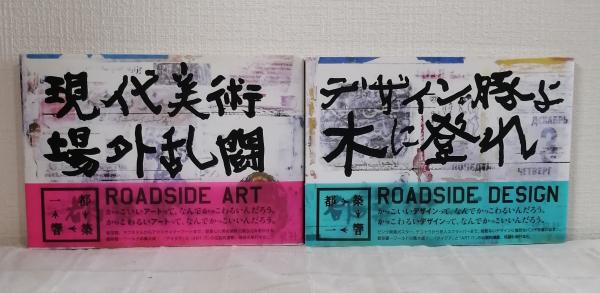 現代美術
場外乱闘
都築
一響
ROADSIDE ART
かっこいいアートって、なんでかっこわるいんだろう。
かっこわるいアートって、なんでかっこいいんだろう。
デザイン豚よ
木に登れ
ДЕКАБРЬ
ЧЕТВЕРГ
都築
一響
ROADSIDE DESIGN
かっこいいデザインって、なんでかっこわるいんだろう。
かっこわるいデザインって、なんでかっこいいんだろう。